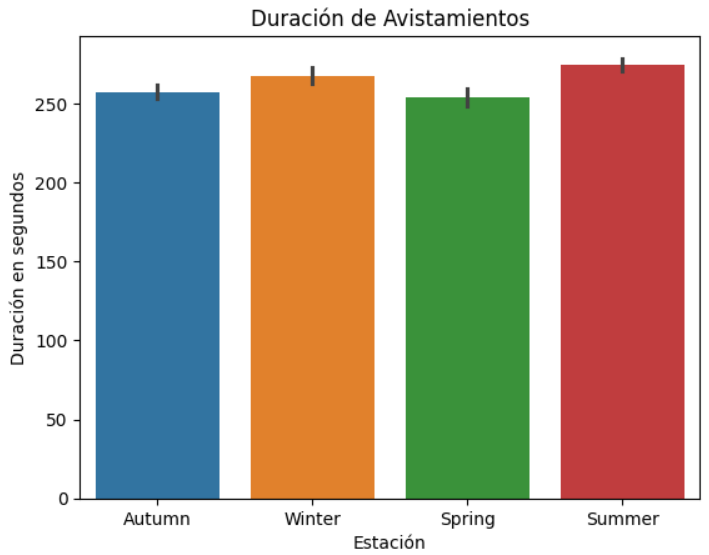 Duración de Avistamientos
Duración en segundos
250
200
150
100
50
0
Autumn Winter Spring Summer
Estación